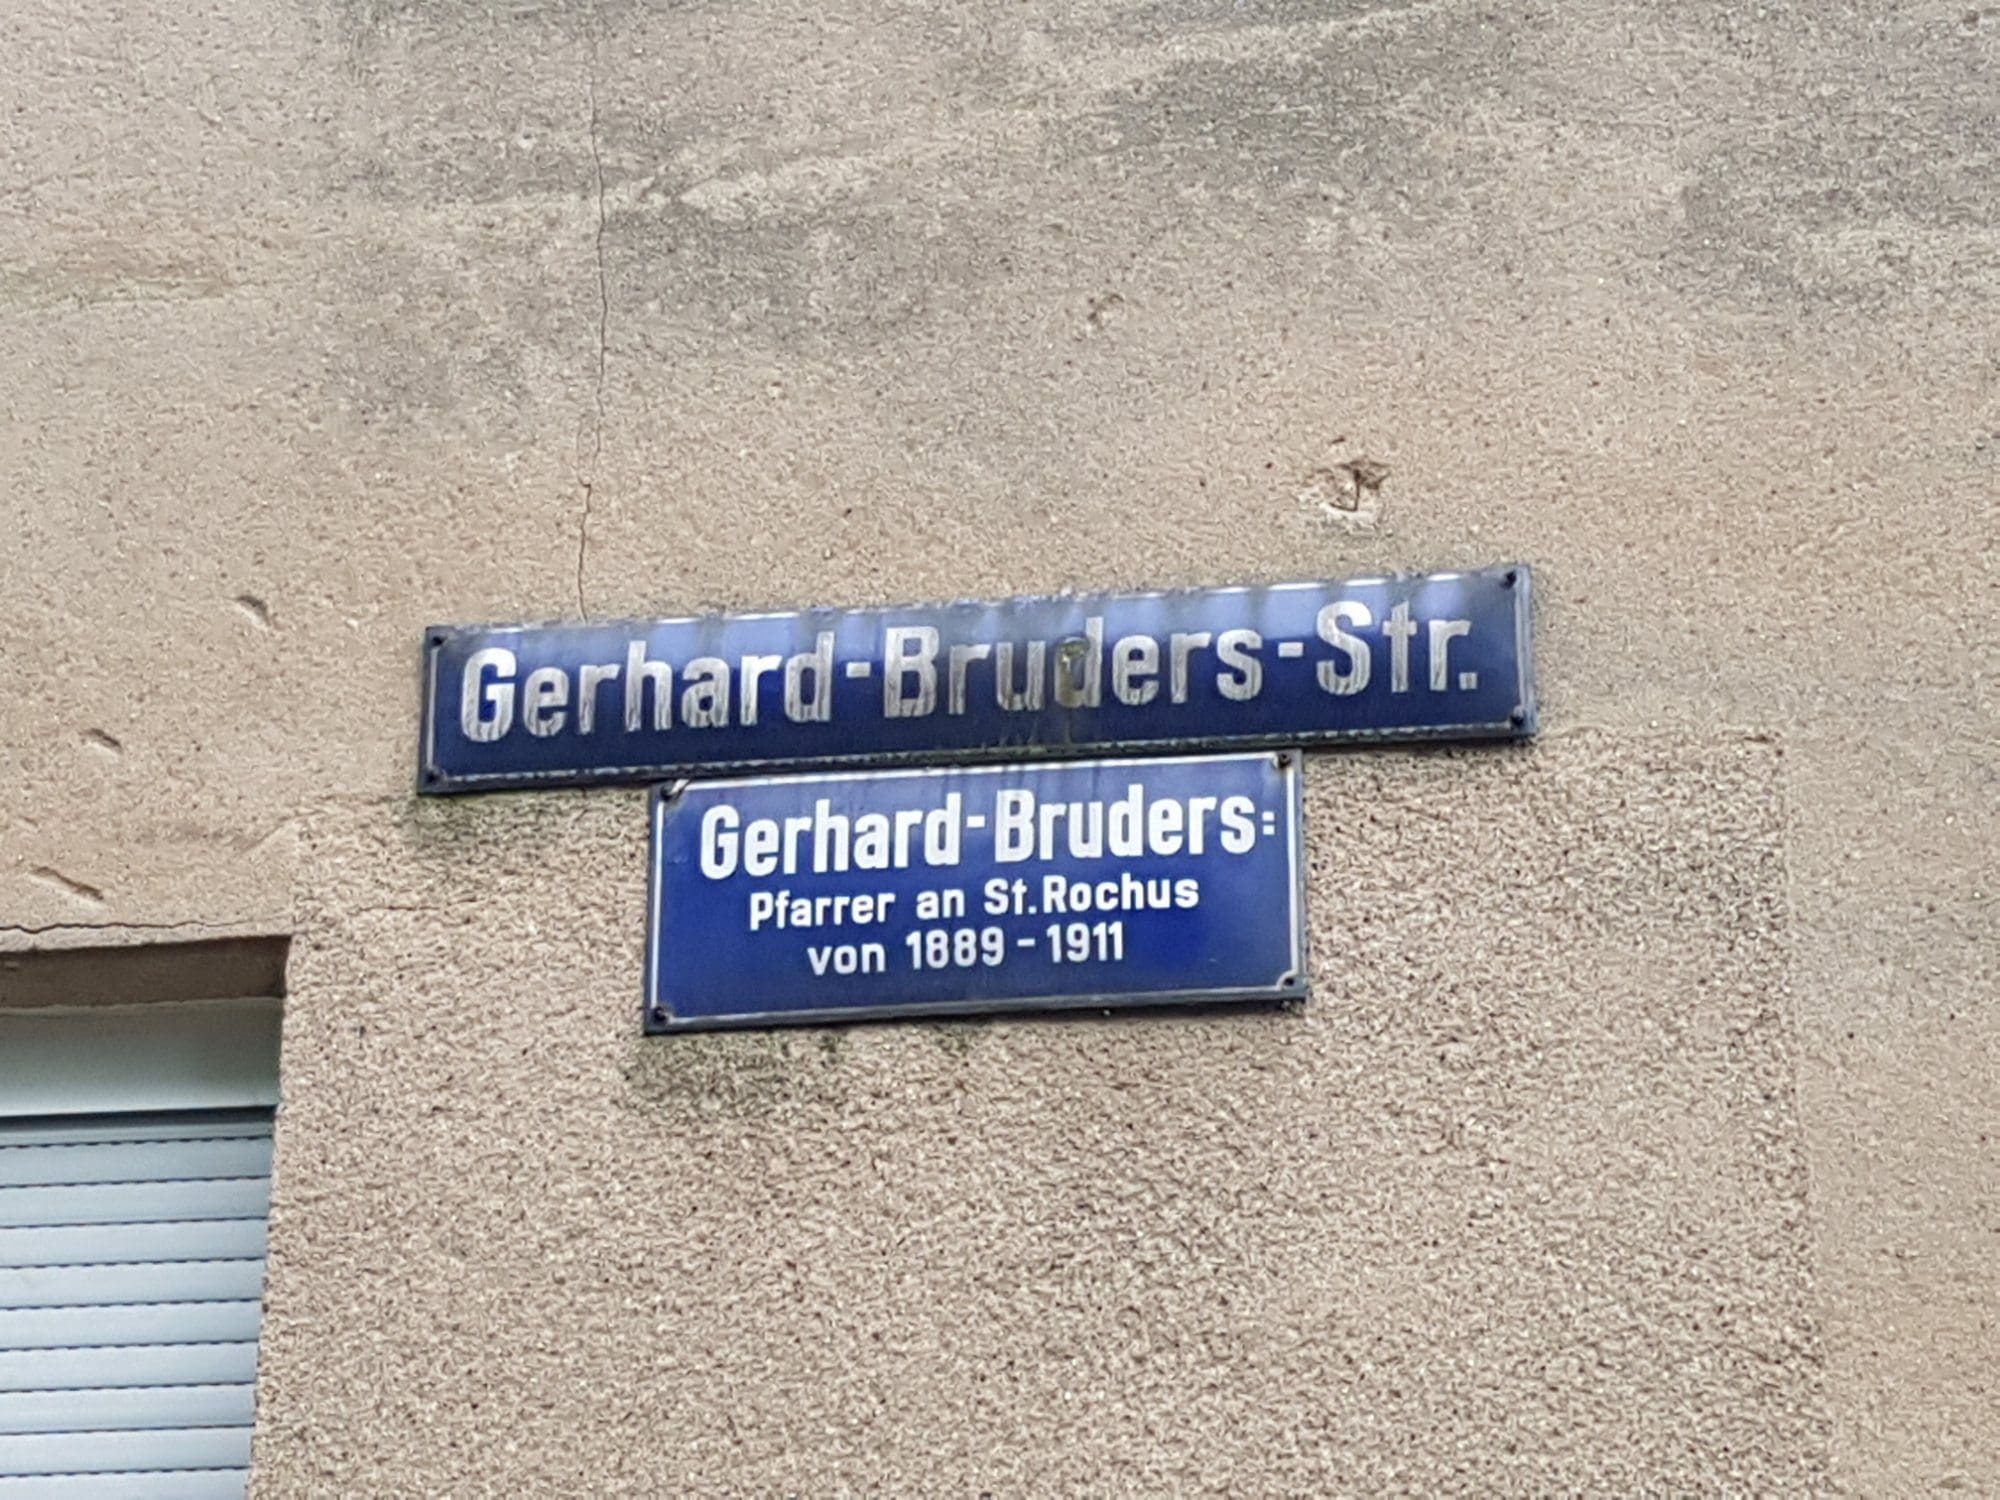 Gerhard-Bruders-Str.
Gerhard-Bruders:
Pfarrer an St. Rochus
von 1889-1911